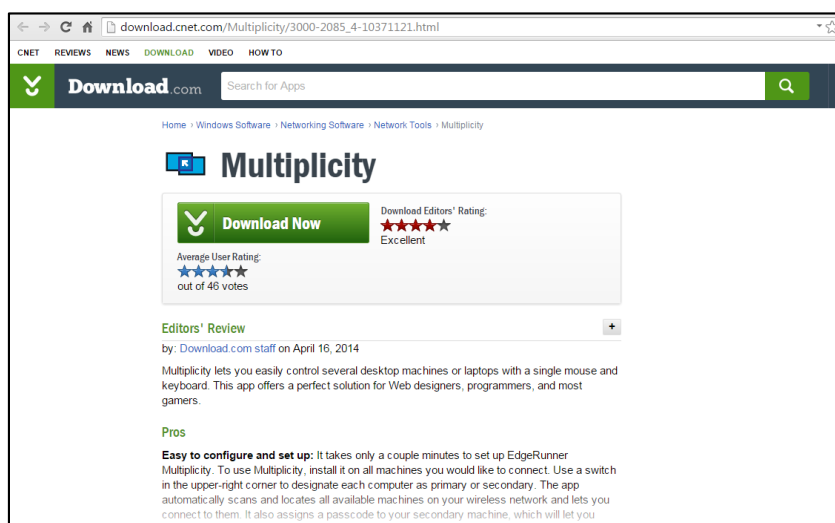 download.cnet.com/Multiplicity/3000-2085_4-10371121.html
CNET REVIEWS NEWS DOWNLOAD VIDEO HOW TO
Download.com Search for Apps
Home › Windows Software › Networking Software › Network Tools › Multiplicity
Multiplicity
Download Now
Download Editors' Rating:
Excellent
Average User Rating:
out of 46 votes
Editors' Review
+
by: Download.com staff on April 16, 2014
Multiplicity lets you easily control several desktop machines or laptops with a single mouse and
keyboard. This app offers a perfect solution for Web designers, programmers, and most
gamers.
Pros
Easy to configure and set up: It takes only a couple minutes to set up EdgeRunner
Multiplicity. To use Multiplicity, install it on all machines you would like to connect. Use a switch
in the upper-right corner to designate each computer as primary or secondary. The app
automatically scans and locates all available machines on your wireless network and lets you
connect to them. It also assigns a passcode to your secondary machine, which will let you